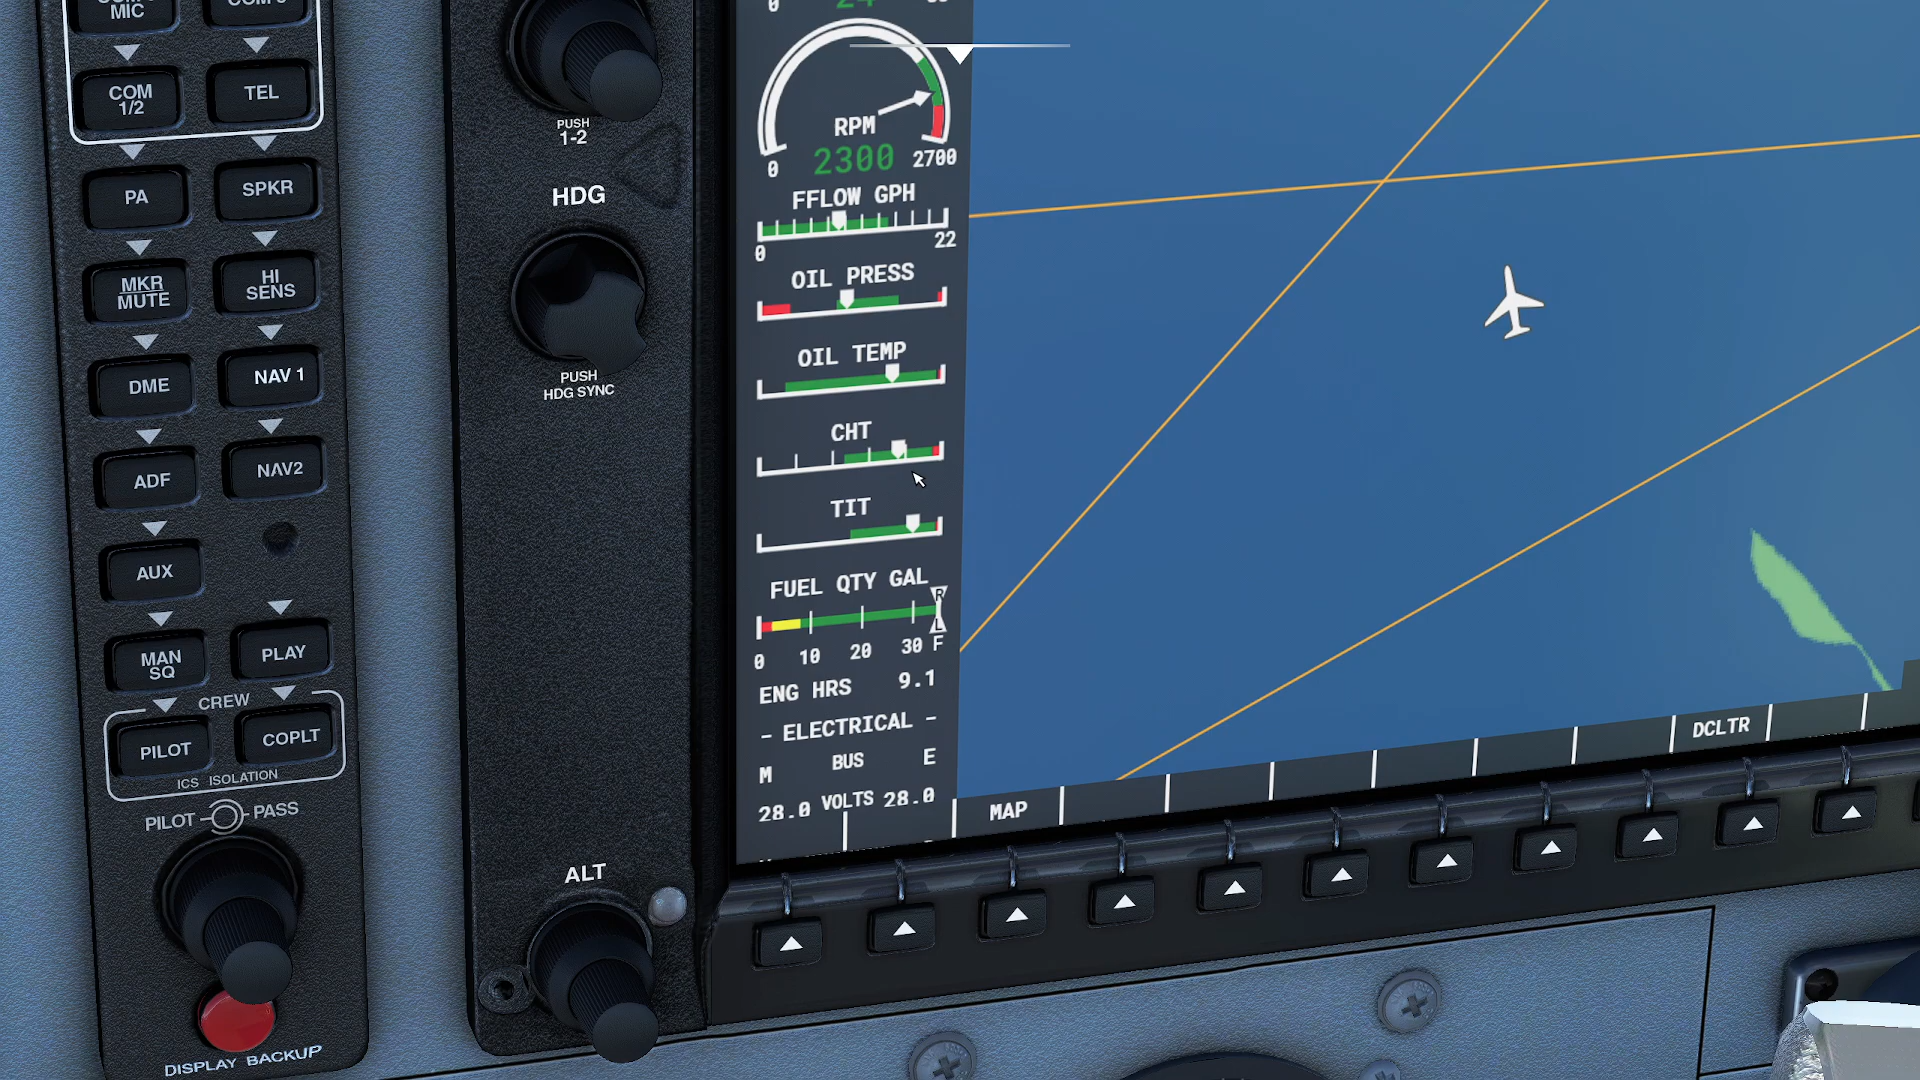 MIC
COM
1/2
TEL
PA
SPKR
MKR
MUTE
HI
SENS
DME
NAV 1
ADF
NAV2
AUX
MAN
SQ
PLAY
CREW
PILOT
COPLT
ICS ISOLATION
PILOT
PASS
DISPLAY BACKUP
PUSH
1-2
HDG
PUSH
HDG SYNC
ALT
0
24
RPM
0
2300
2700
FFLOW GPH
0
22
OIL PRESS
OIL TEMP
CHT
TIT
FUEL QTY GAL
R
L
0 10 20 30 F
ENG HRS 9.1
- ELECTRICAL -
M BUS E
28.0 VOLTS 28.0
MAP
DCLTR